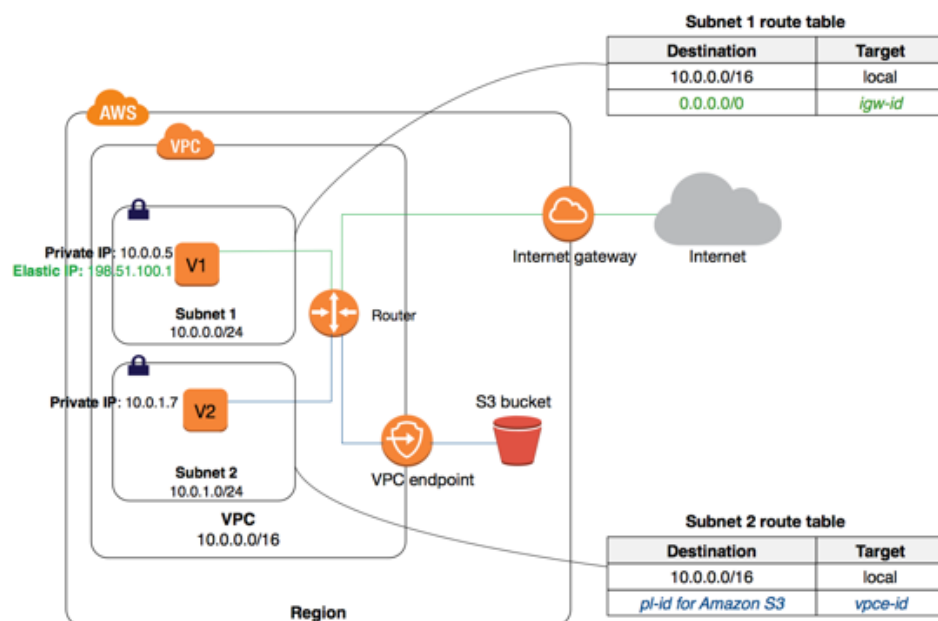 Subnet 1 route table
Destination Target
10.0.0.0/16 local
0.0.0.0/0 igw-id
AWS
VPC
Private IP: 10.0.0.5
Elastic IP: 198.51.100.1
V1
Subnet 1
10.0.0.0/24
Router
Internet gateway
Internet
Private IP: 10.0.1.7
V2
Subnet 2
10.0.1.0/24
S3 bucket
VPC endpoint
VPC
10.0.0.0/16
Region
Subnet 2 route table
Destination Target
10.0.0.0/16 local
pl-id for Amazon S3 vpce-id